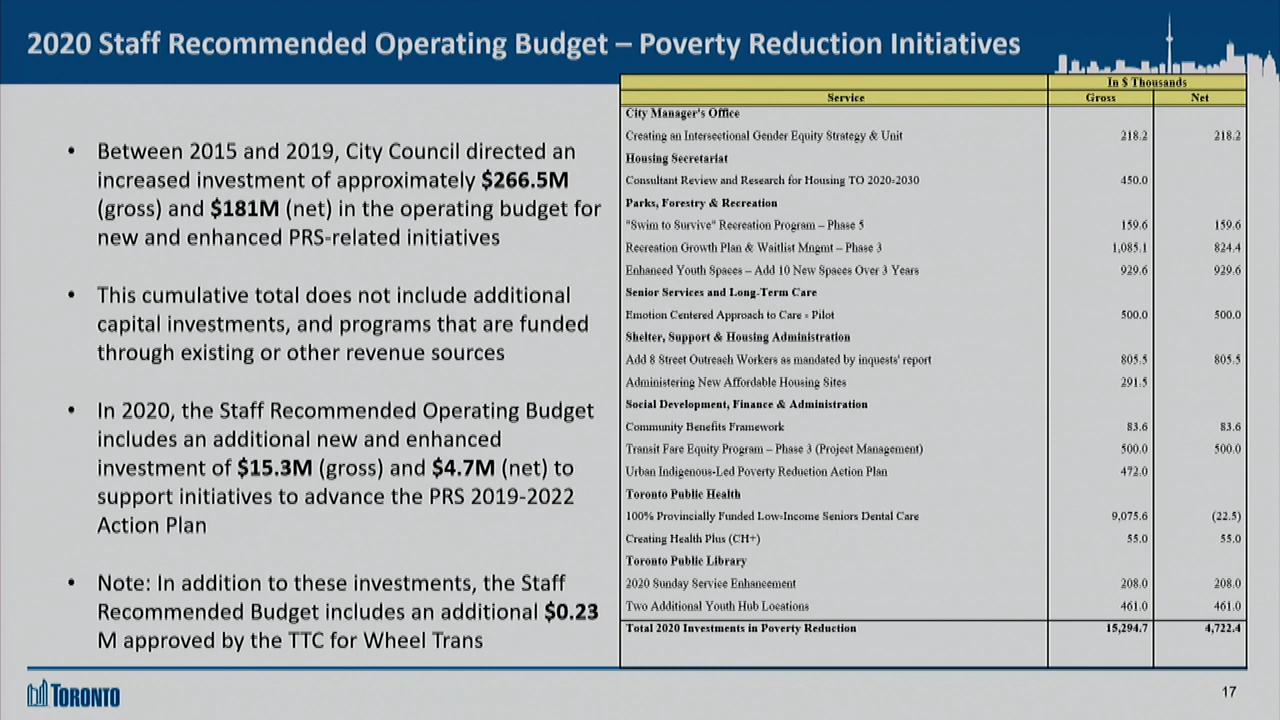 2020 Staff Recommended Operating Budget – Poverty Reduction Initiatives
• Between 2015 and 2019, City Council directed an
increased investment of approximately $266.5M
(gross) and $181M (net) in the operating budget for
new and enhanced PRS-related initiatives
• This cumulative total does not include additional
capital investments, and programs that are funded
through existing or other revenue sources
• In 2020, the Staff Recommended Operating Budget
includes an additional new and enhanced
investment of $15.3M (gross) and $4.7M (net) to
support initiatives to advance the PRS 2019-2022
Action Plan
• Note: In addition to these investments, the Staff
Recommended Budget includes an additional $0.23
M approved by the TTC for Wheel Trans
In $ Thousands
Service Gross Net
City Manager's Office
Creating an Intersectional Gender Equity Strategy & Unit 218.2 218.2
Housing Secretariat
Consultant Review and Research for Housing TO 2020-2030 450.0
Parks, Forestry & Recreation
"Swim to Survive" Recreation Program – Phase 5 159.6 159.6
Recreation Growth Plan & Waitlist Mngmt – Phase 3 1,085.1 824.4
Enhanced Youth Spaces – Add 10 New Spaces Over 3 Years 929.6 929.6
Senior Services and Long-Term Care
Emotion Centered Approach to Care - Pilot 500.0 500.0
Shelter, Support & Housing Administration
Add 8 Street Outreach Workers as mandated by inquests' report 805.5 805.5
Administering New Affordable Housing Sites 291.5
Social Development, Finance & Administration
Community Benefits Framework 83.6 83.6
Transit Fare Equity Program – Phase 3 (Project Management) 500.0 500.0
Urban Indigenous-Led Poverty Reduction Action Plan 472.0
Toronto Public Health
100% Provincially Funded Low-Income Seniors Dental Care 9,075.6 (22.5)
Creating Health Plus (CH+) 55.0 55.0
Toronto Public Library
2020 Sunday Service Enhancement 208.0 208.0
Two Additional Youth Hub Locations 461.0 461.0
Total 2020 Investments in Poverty Reduction 15,294.7 4,722.4
TORONTO
17